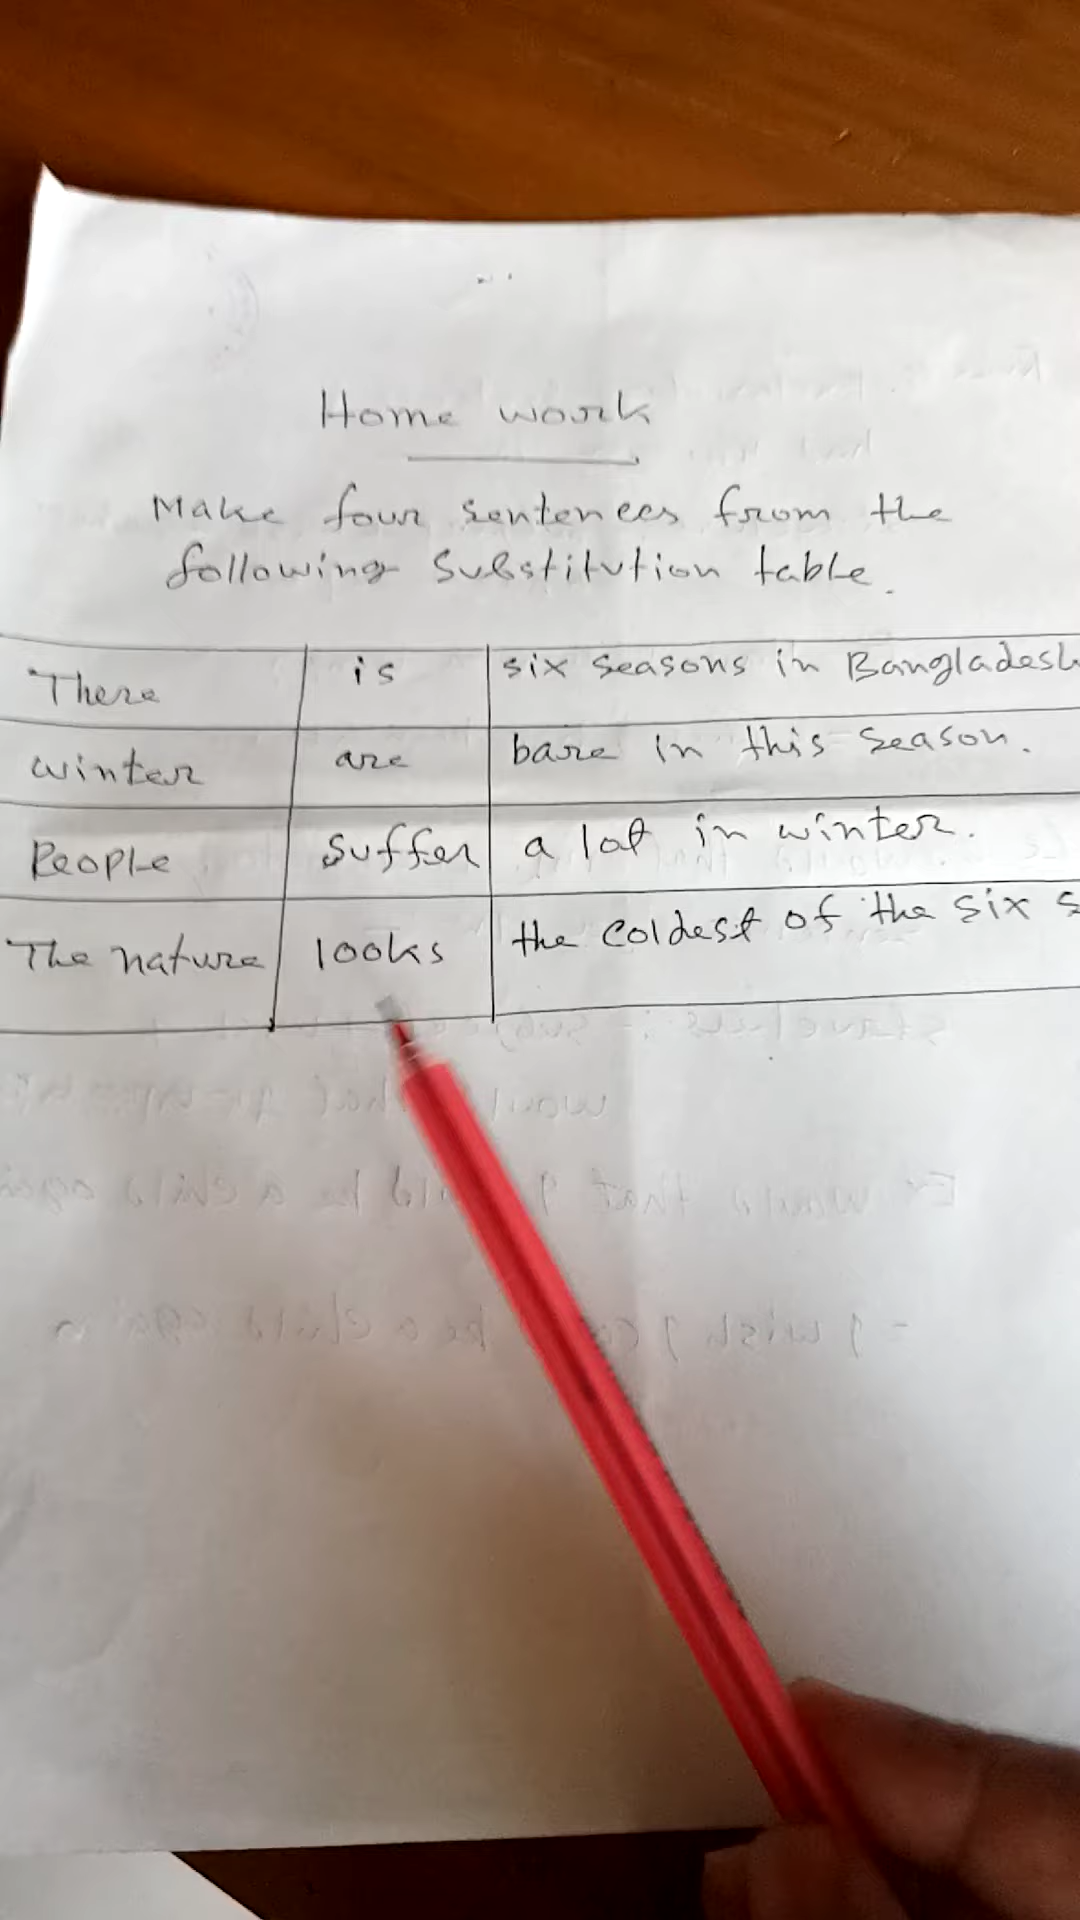 Home work
Make four sentences from the
following Substitution table.
There is six seasons in Bangladesh
winter are bare in this season.
People suffer a lot in winter.
The nature looks the coldest of the six s